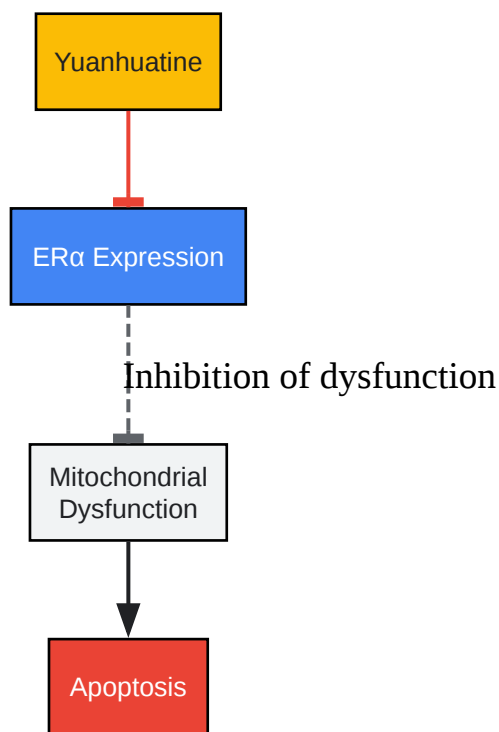 Yuanhuatine
ERα Expression
Inhibition of dysfunction
Mitochondrial
Dysfunction
Apoptosis